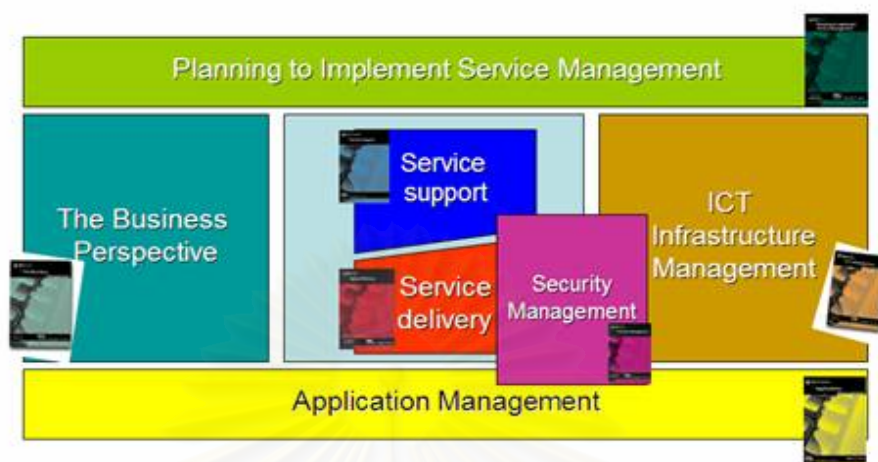 Planning to Implement Service Management
The Business
Perspective
Service
support
Service
delivery
Security
Management
ICT
Infrastructure
Management
Application Management